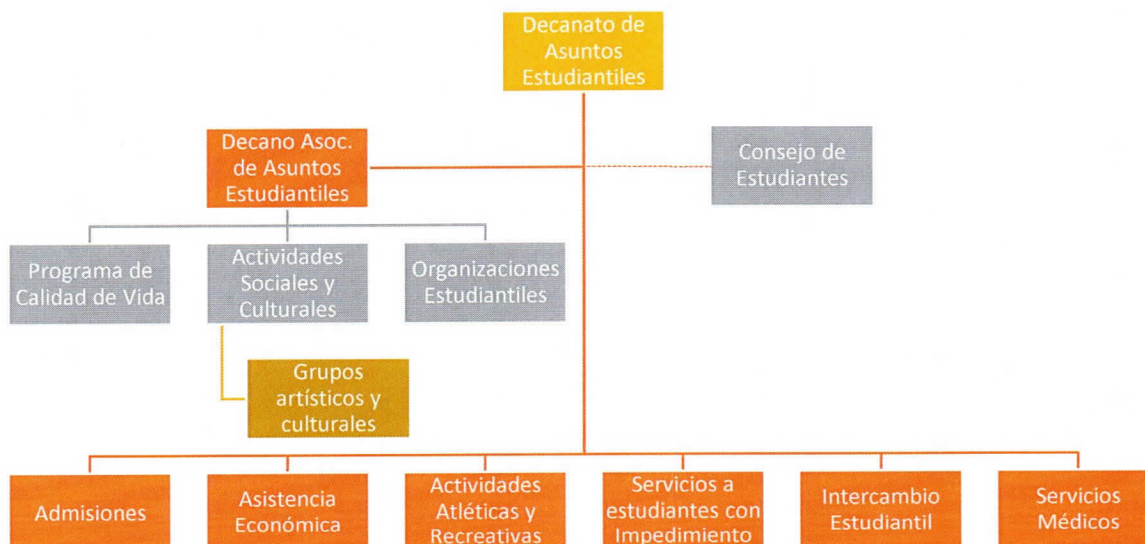 Decanato de
Asuntos
Estudiantiles
Decano Asoc.
de Asuntos
Estudiantiles
Consejo de
Estudiantes
Programa de
Calidad de Vida
Actividades
Sociales y
Culturales
Organizaciones
Estudiantiles
Grupos
artísticos y
culturales
Admisiones
Asistencia
Económica
Actividades
Atléticas y
Recreativas
Servicios a
estudiantes con
Impedimento
Intercambio
Estudiantil
Servicios
Médicos